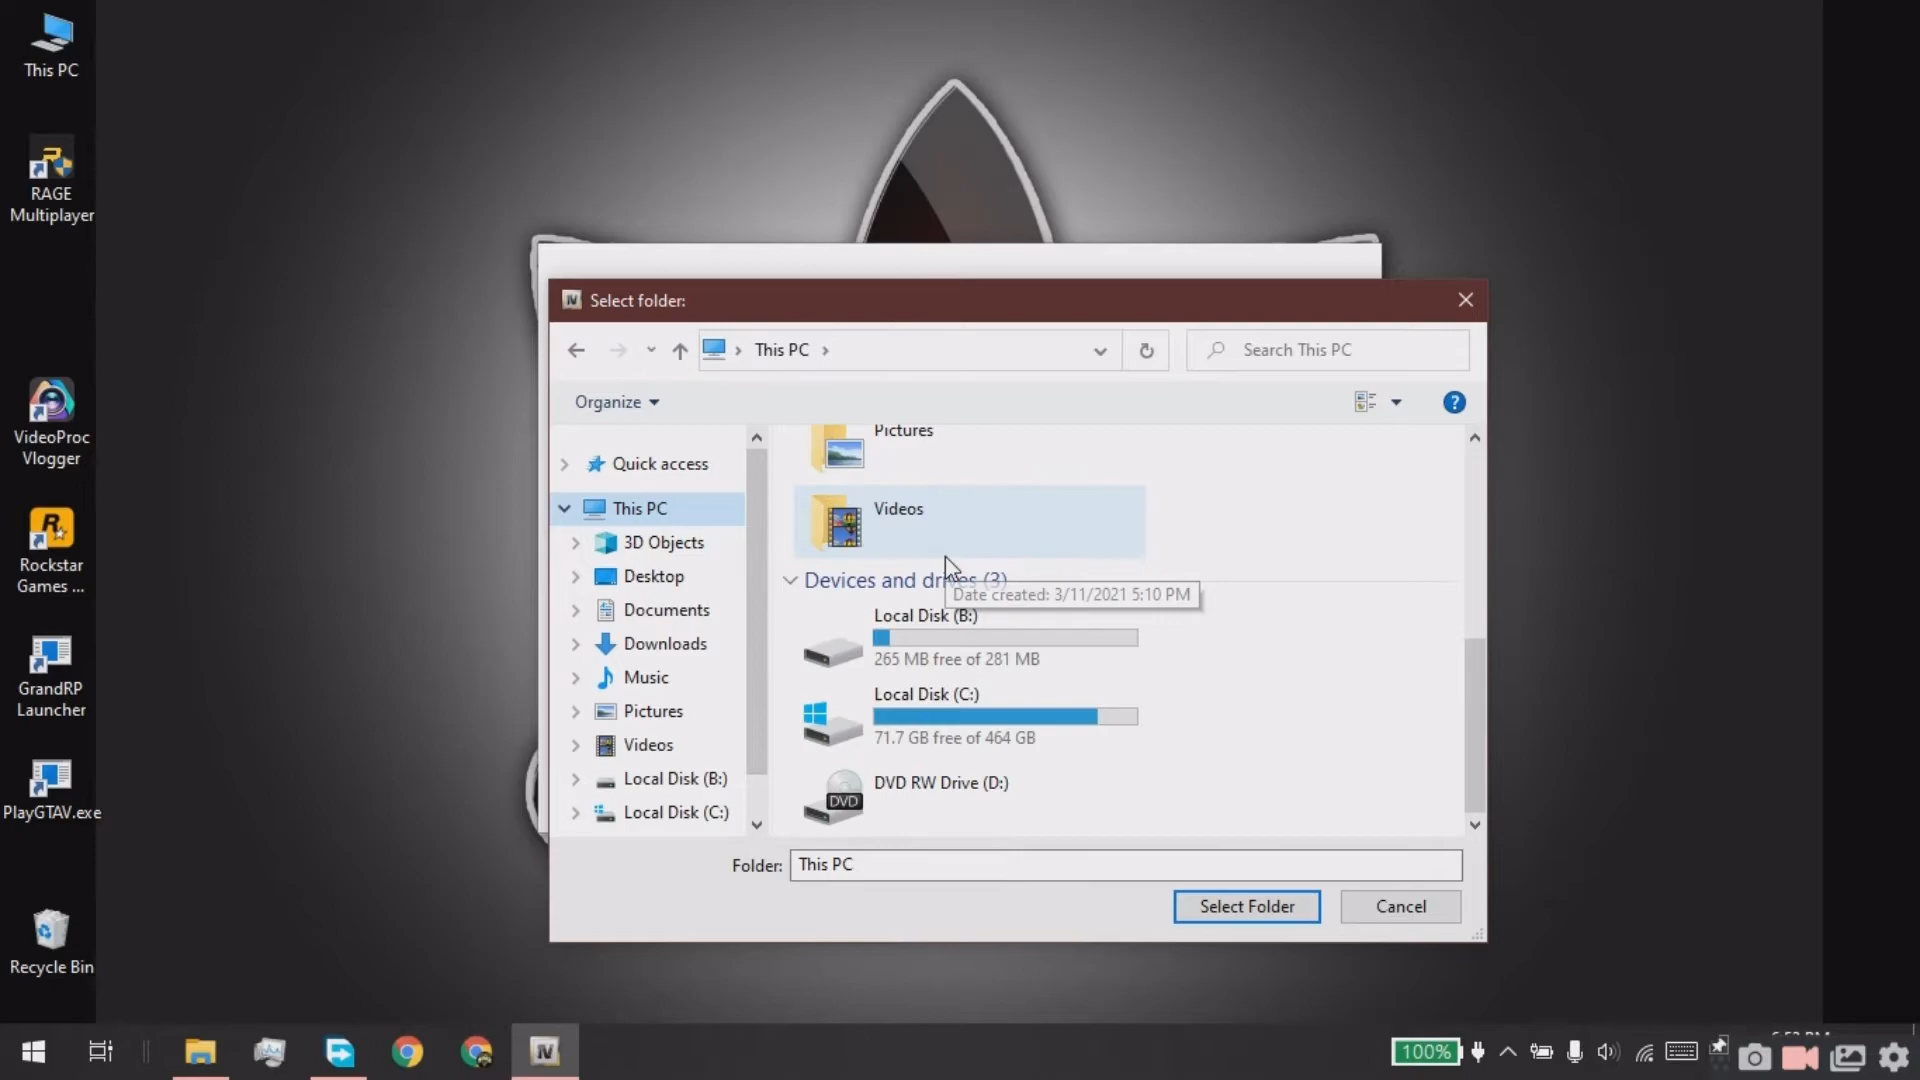 This PC
RAGE
Multiplayer
VideoProc
Vlogger
Rockstar
Games ...
GrandRP
Launcher
PlayGTAV.exe
Recycle Bin
IV Select folder:
This PC
Search This PC
Organize
?
Quick access
This PC
3D Objects
Desktop
Documents
Downloads
Music
Pictures
Videos
Local Disk (B:)
Local Disk (C:)
Pictures
Videos
Devices and drives (3)
Date created: 3/11/2021 5:10 PM
Local Disk (B:)
265 MB free of 281 MB
Local Disk (C:)
71.7 GB free of 464 GB
DVD RW Drive (D:)
DVD
Folder: This PC
Select Folder
Cancel
IV
100%